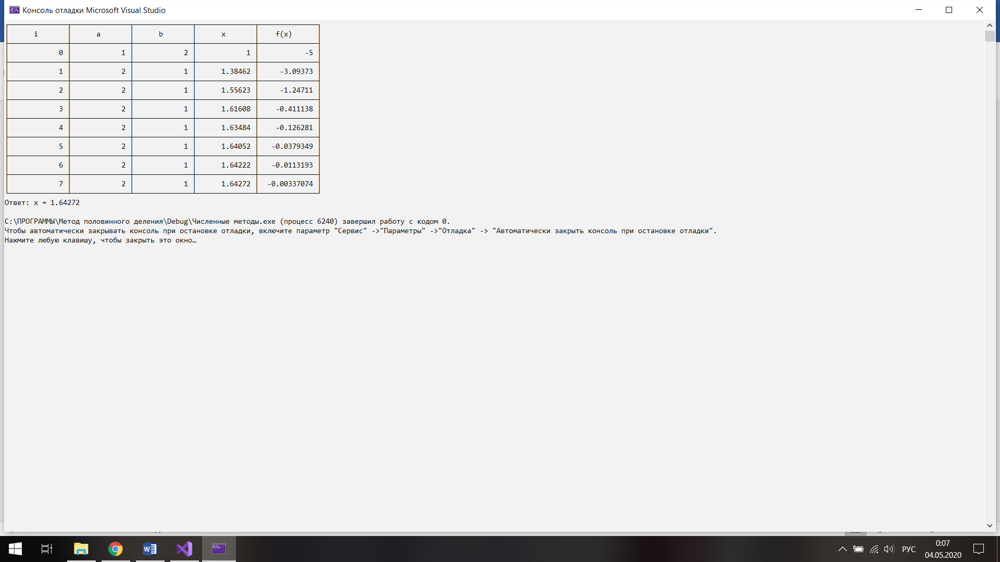 Консоль отладки Microsoft Visual Studio
i a b x f(x)
0 1 2 1 -5
1 2 1 1.38462 -3.09373
2 2 1 1.55623 -1.24711
3 2 1 1.61608 -0.411138
4 2 1 1.63484 -0.126281
5 2 1 1.64052 -0.0379349
6 2 1 1.64222 -0.0113193
7 2 1 1.64272 -0.00337074
Ответ: x = 1.64272
C:\ПРОГРАММЫ\Метод половинного деления\Debug\Численные методы.exe (процесс 6240) завершил работу с кодом 0.
Чтобы автоматически закрывать консоль при остановке отладки, включите параметр "Сервис" ->"Параметры" ->"Отладка" -> "Автоматически закрыть консоль при остановке отладки".
Нажмите любую клавишу, чтобы закрыть это окно…
РУС
0:07
04.05.2020